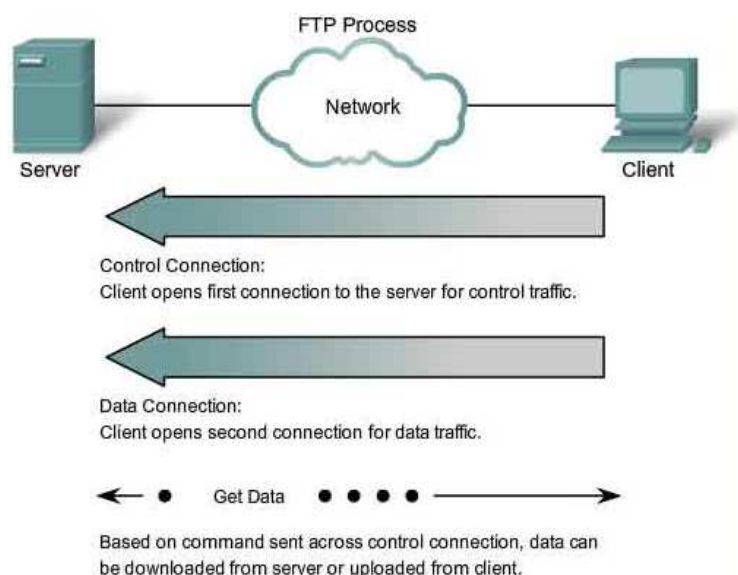 FTP Process
Network
Server
Client
Control Connection:
Client opens first connection to the server for control traffic.
Data Connection:
Client opens second connection for data traffic.
Get Data
Based on command sent across control connection, data can
be downloaded from server or uploaded from client.